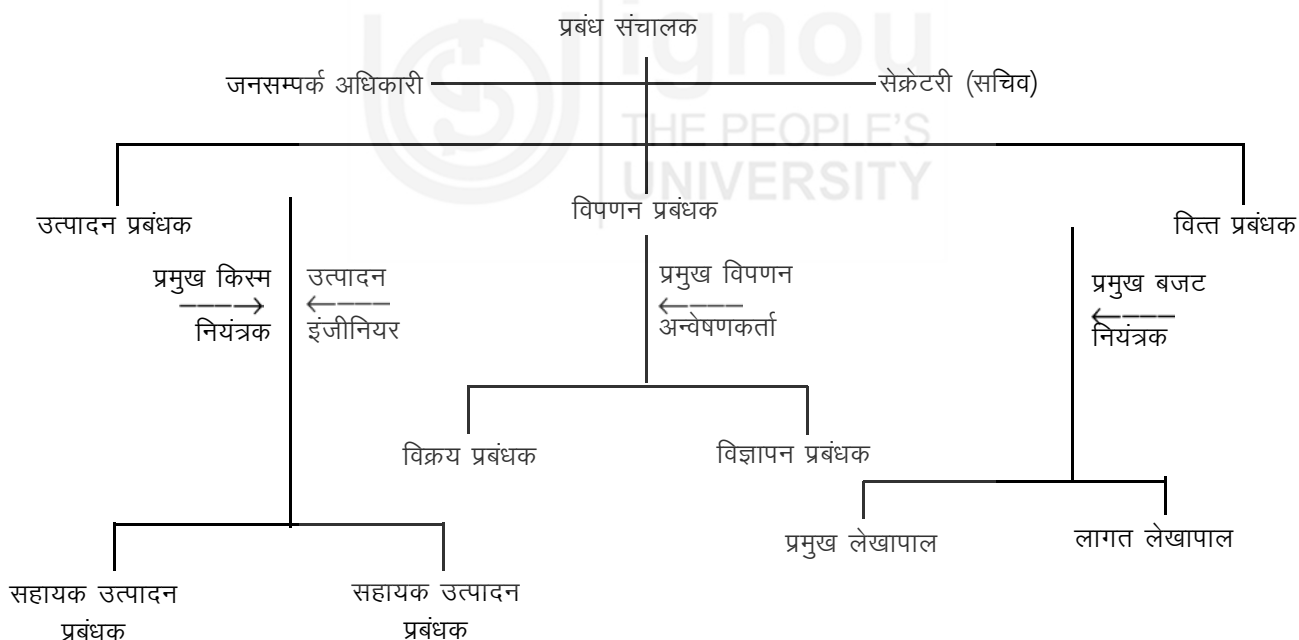 प्रबंध संचालक
ignou
जनसम्पर्क अधिकारी
सेक्रेटरी (सचिव)
THE PEOPLE'S
UNIVERSITY
उत्पादन प्रबंधक
विपणन प्रबंधक
वित्त प्रबंधक
प्रमुख किस्म
नियंत्रक
उत्पादन
इंजीनियर
प्रमुख विपणन
अन्वेषणकर्ता
प्रमुख बजट
नियंत्रक
विक्रय प्रबंधक
विज्ञापन प्रबंधक
प्रमुख लेखापाल
लागत लेखापाल
सहायक उत्पादन
प्रबंधक
सहायक उत्पादन
प्रबंधक